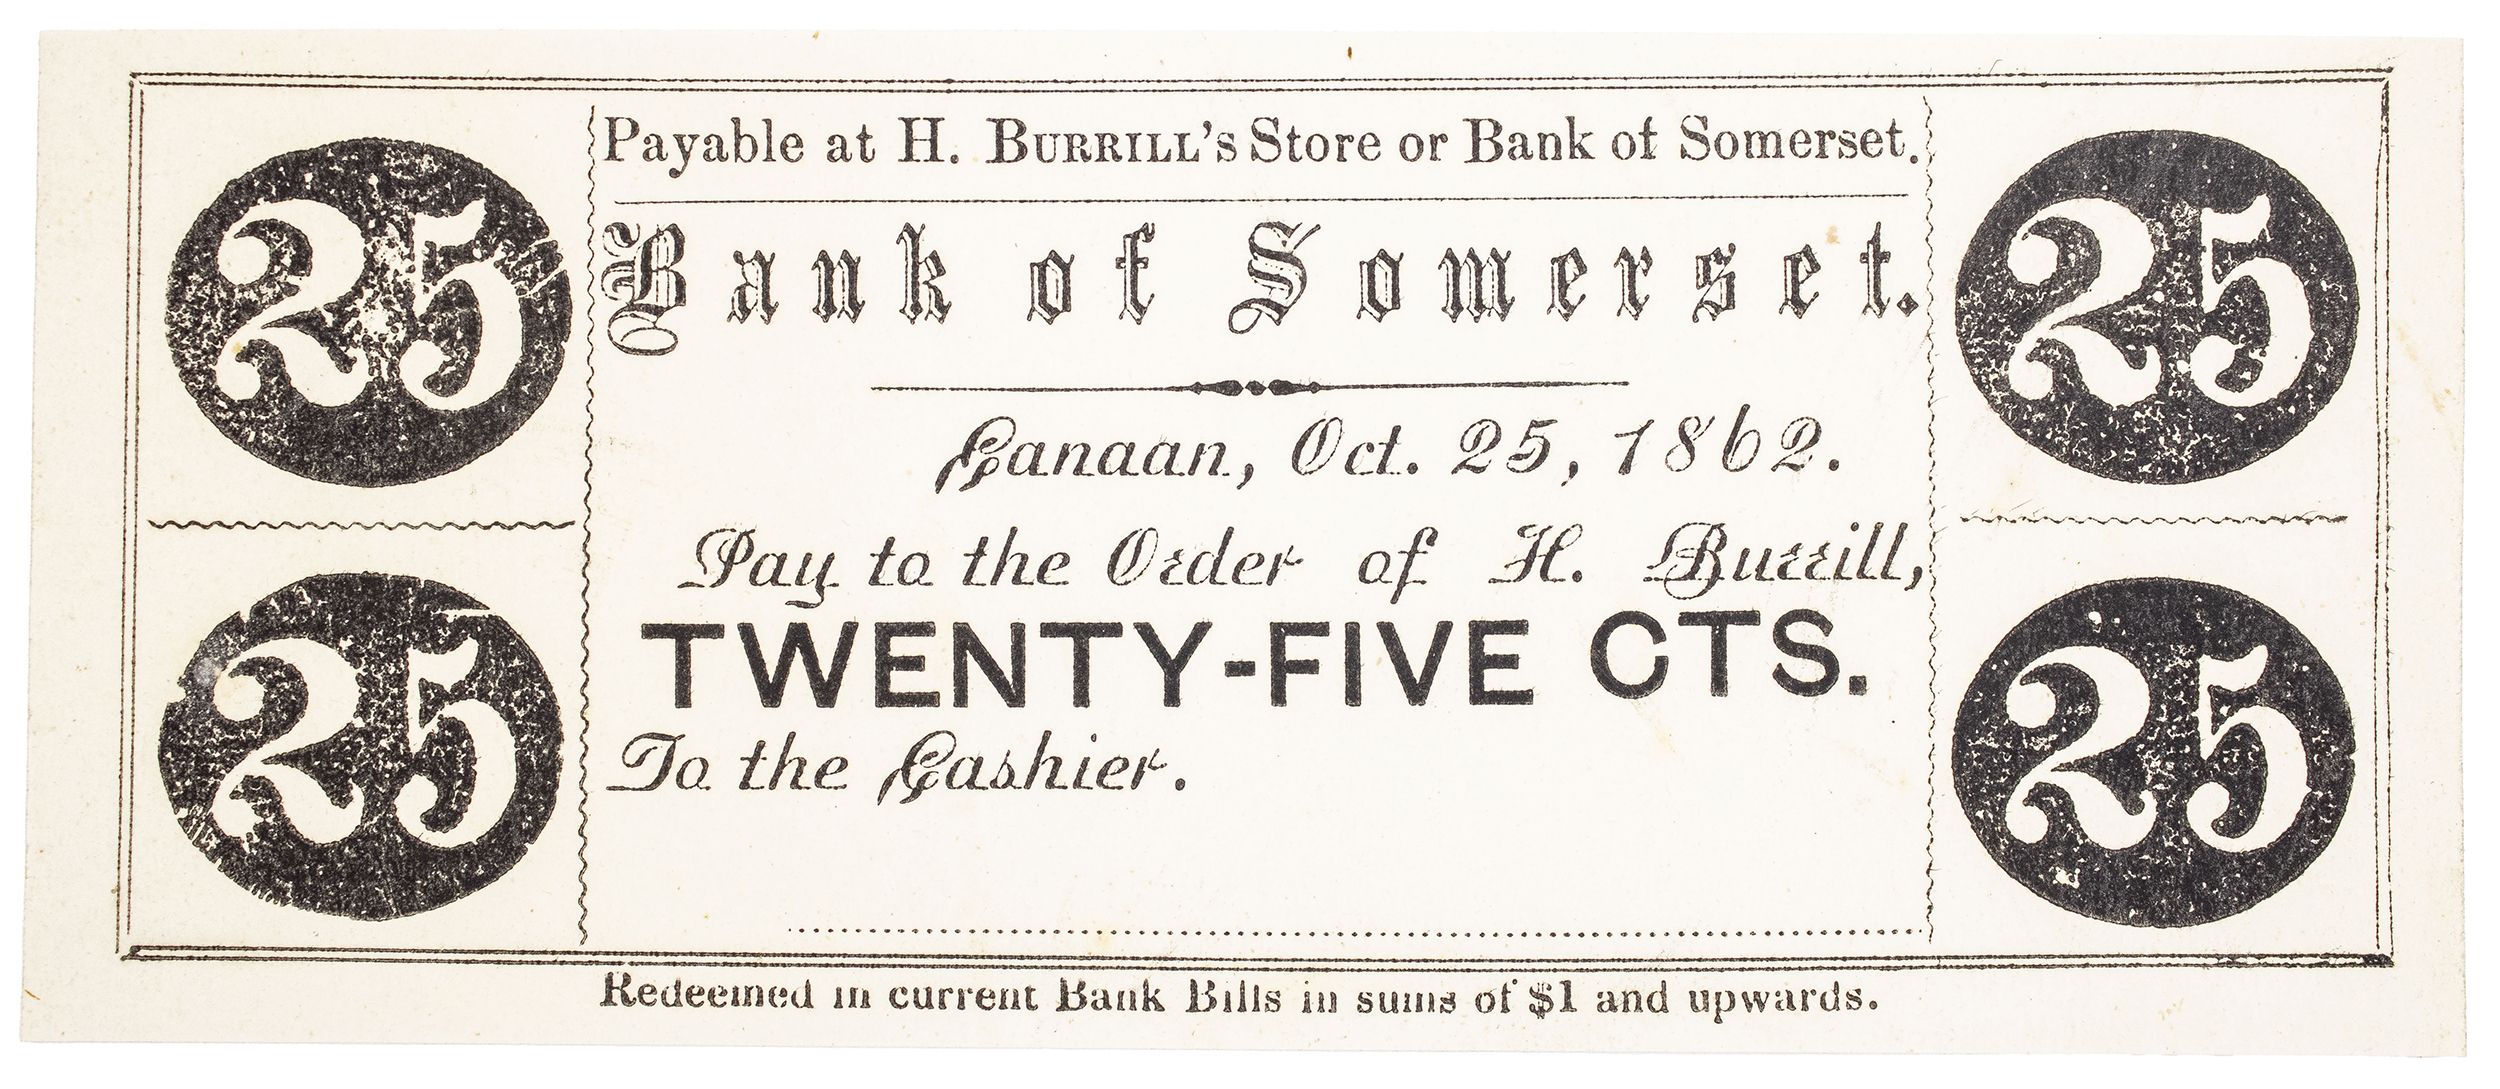 Payable at H. BURRILL's Store or Bank of Somerset.
Bank of Somerset.
Canaan, Oct. 25, 1862.
Pay to the Order of H. Burrill,
TWENTY-FIVE CTS.
To the Cashier.
Redeemed in current Bank Bills in sums of $1 and upwards.
25
25
25
25